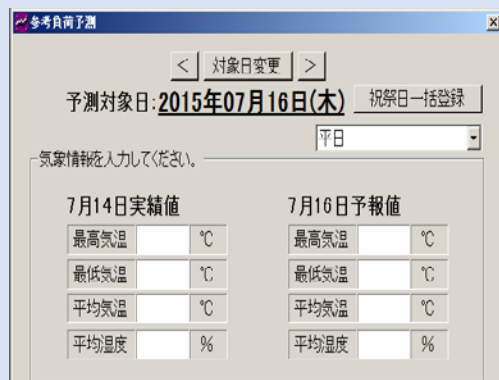 参考負荷予測
< 対象日変更 >
予測対象日:2015年07月16日(木) 祝祭日一括登録
平日
気象情報を入力してください。
7月14日実績値 7月16日予報値
最高気温 ℃ 最高気温 ℃
最低気温 ℃ 最低気温 ℃
平均気温 ℃ 平均気温 ℃
平均湿度 % 平均湿度 %